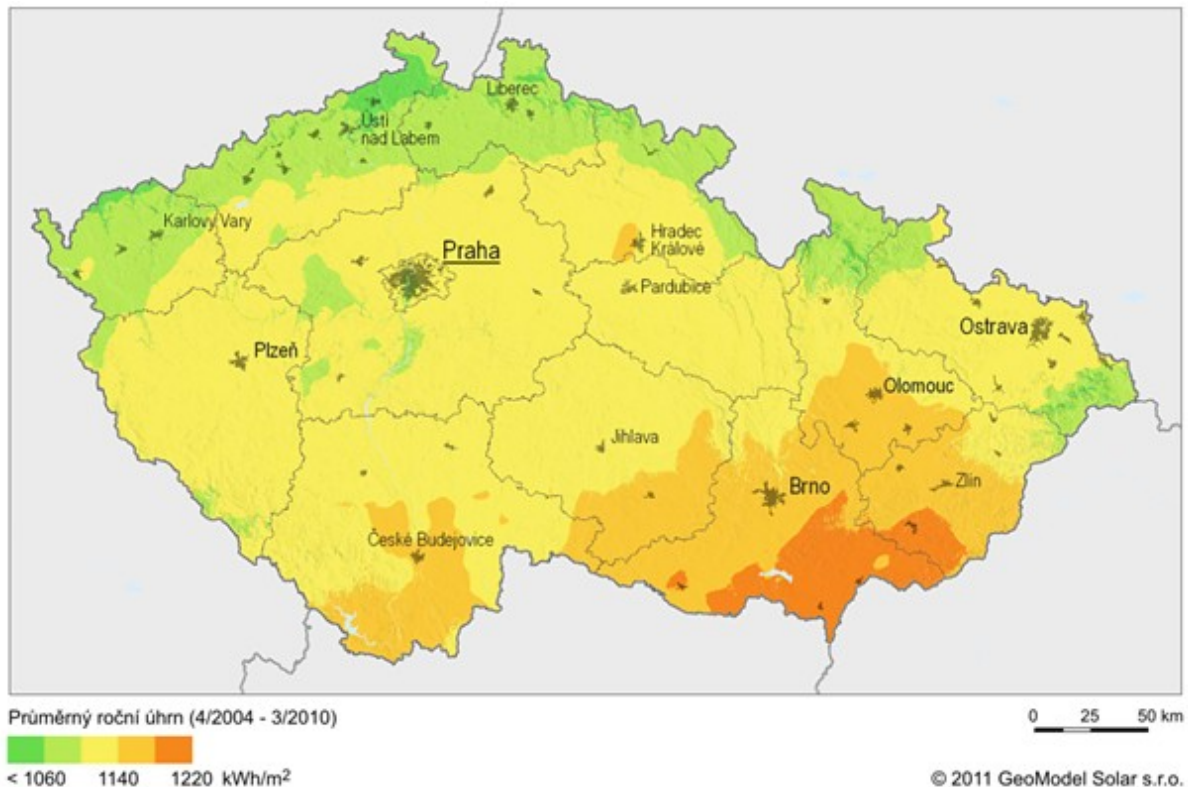 Liberec
Ústí
nad Labem
Karlovy Vary
Praha
Hradec
Králové
Pardubice
Plzeň
Ostrava
Olomouc
Jihlava
Brno
Zlín
České Budejovice
Průměrný roční úhrn (4/2004 - 3/2010)
0 25 50 km
< 1060 1140 1220 kWh/m²
© 2011 GeoModel Solar s.r.o.